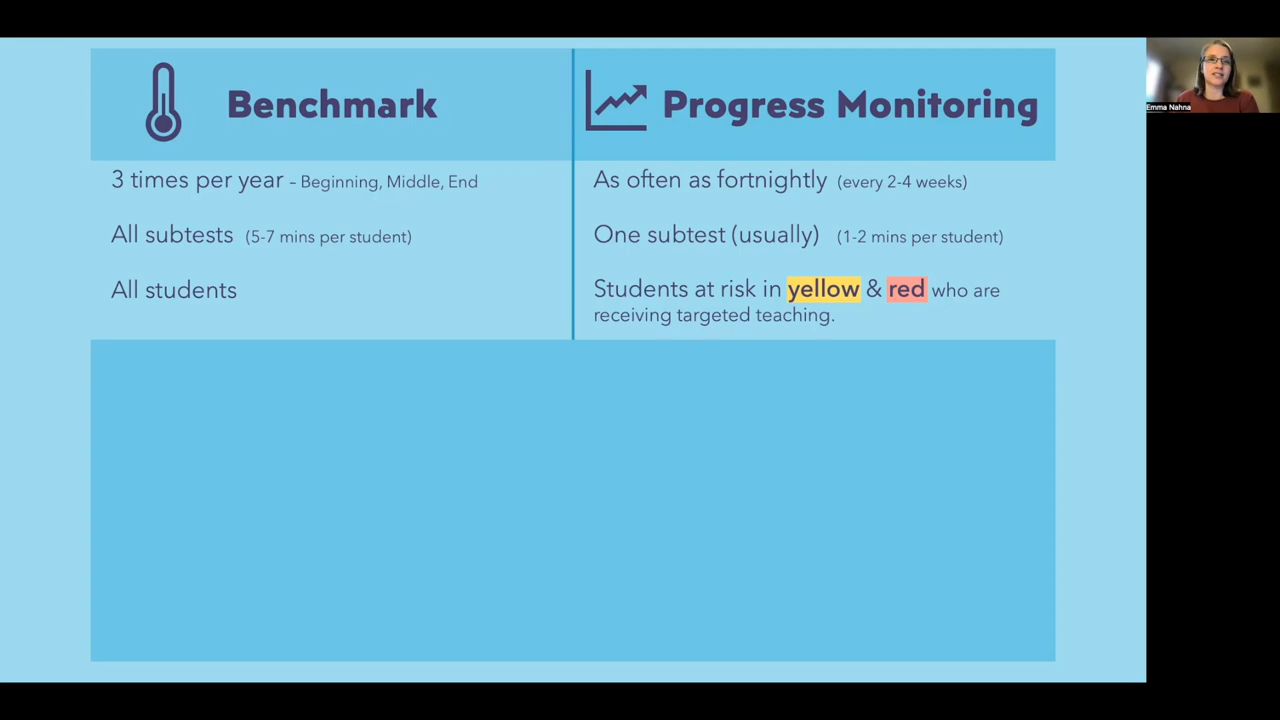 Benchmark
Progress Monitoring
3 times per year – Beginning, Middle, End
As often as fortnightly (every 2-4 weeks)
All subtests (5-7 mins per student)
One subtest (usually) (1-2 mins per student)
All students
Students at risk in yellow & red who are
receiving targeted teaching.
Emma Nahna